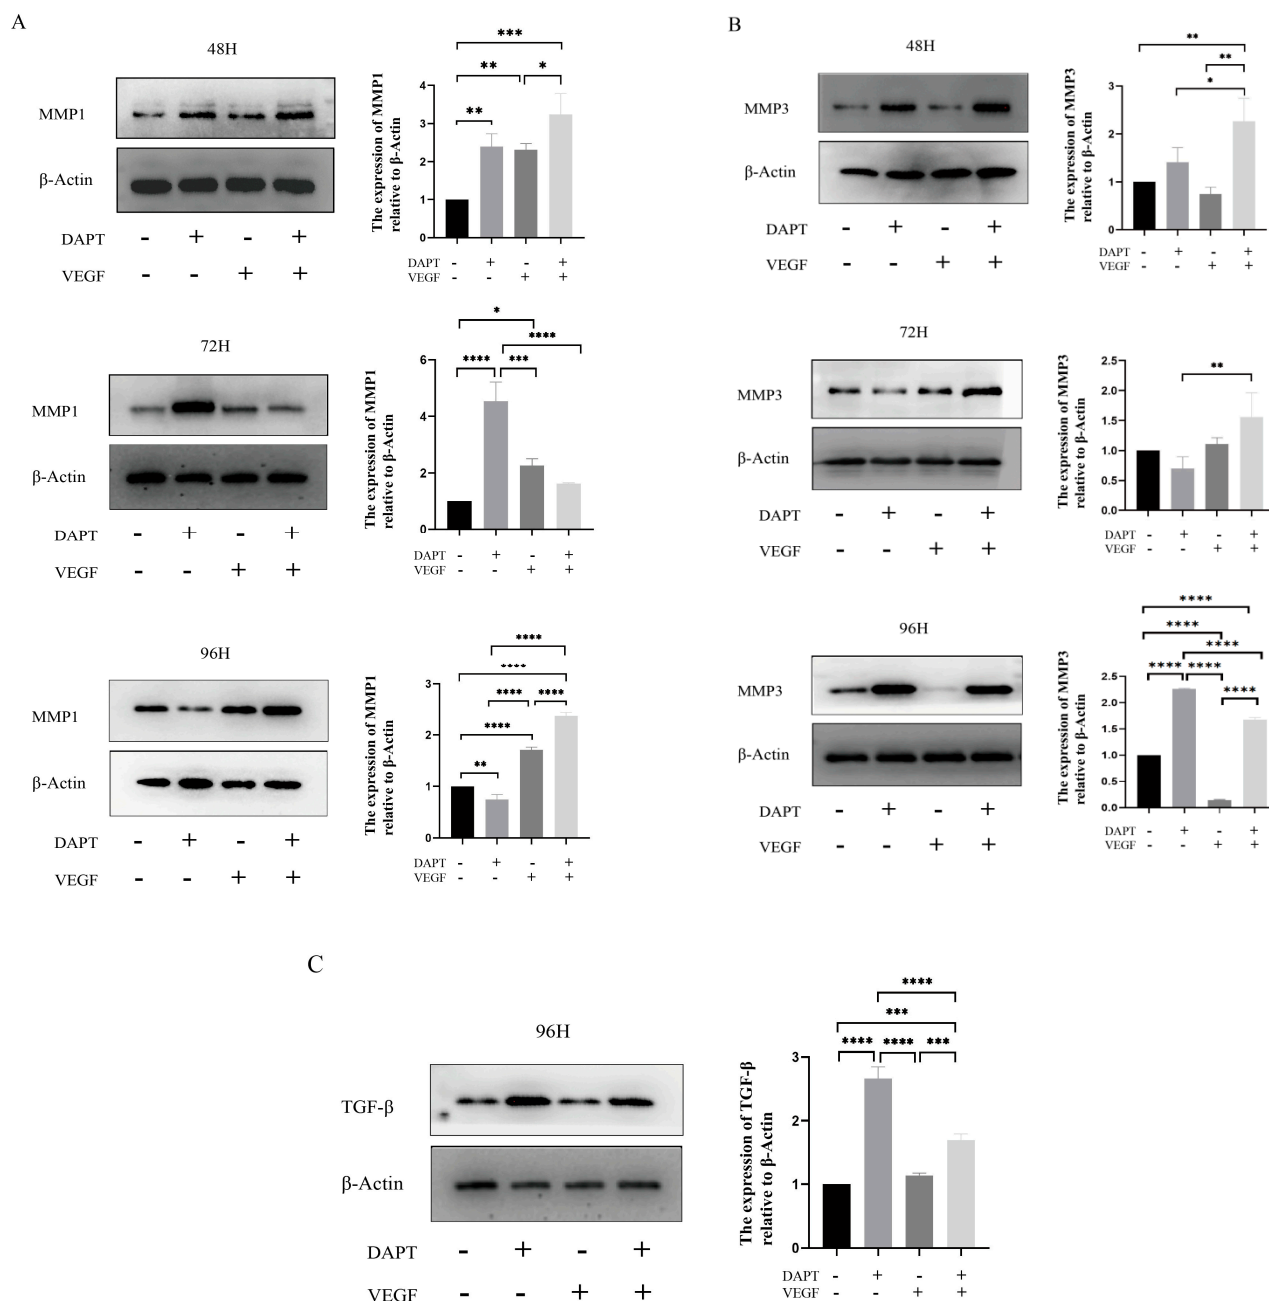 A
48H
MMP1
β-Actin
DAPT - + - +
VEGF - - + +
*** 
** *
**
The expression of MMP1
relative to β-Actin
4
3
2
1
0
DAPT - + - +
VEGF - - + +
72H
MMP1
β-Actin
DAPT - + - +
VEGF - - + +
*
****
**** ***
The expression of MMP1
relative to β-Actin
6
4
2
0
DAPT - + - +
VEGF - - + +
96H
MMP1
β-Actin
DAPT - + - +
VEGF - - + +
****
****
**** ****
****
**
The expression of MMP1
relative to β-Actin
3
2
1
0
DAPT - + - +
VEGF - - + +
B
48H
MMP3
β-Actin
DAPT - + - +
VEGF - - + +
**
**
*
The expression of MMP3
relative to β-Actin
3
2
1
0
DAPT - + - +
VEGF - - + +
72H
MMP3
β-Actin
DAPT - + - +
VEGF - - + +
**
The expression of MMP3
relative to β-Actin
2.5
2.0
1.5
1.0
0.5
0.0
DAPT - + - +
VEGF - - + +
96H
MMP3
β-Actin
DAPT - + - +
VEGF - - + +
****
****
****
**** ****
****
The expression of MMP3
relative to β-Actin
2.5
2.0
1.5
1.0
0.5
0.0
DAPT - + - +
VEGF - - + +
C
96H
TGF-β
β-Actin
DAPT - + - +
VEGF - - + +
****
***
**** **** ***
The expression of TGF-β
relative to β-Actin
3
2
1
0
DAPT - + - +
VEGF - - + +